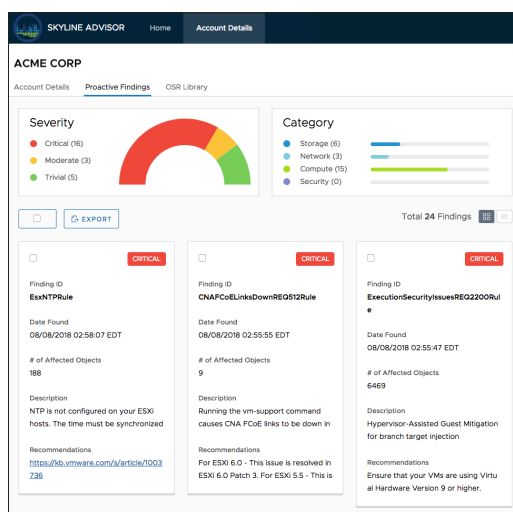 SKYLINE ADVISOR Home Account Details
ACME CORP
Account Details Proactive Findings OSR Library
Severity
Critical (16)
Moderate (3)
Trivial (5)
Category
Storage (6)
Network (3)
Compute (15)
Security (0)
EXPORT
Total 24 Findings
CRITICAL
Finding ID
EsxNTPRule
Date Found
08/08/2018 02:58:07 EDT
# of Affected Objects
188
Description
NTP is not configured on your ESXi
hosts. The time must be synchronized
Recommendations
https://kb.vmware.com/s/article/1003
736
CRITICAL
Finding ID
CNAFCoELinksDownREQ512Rule
Date Found
08/08/2018 02:55:55 EDT
# of Affected Objects
9
Description
Running the vm-support command
causes CNA FCoE links to be down in
Recommendations
For ESXi 6.0 - This issue is resolved in
ESXi 6.0 Patch 3. For ESXi 5.5 - This is
CRITICAL
Finding ID
ExecutionSecurityIssuesREQ2200Rul
e
Date Found
08/08/2018 02:55:47 EDT
# of Affected Objects
6469
Description
Hypervisor-Assisted Guest Mitigation
for branch target injection
Recommendations
Ensure that your VMs are using Virtu
al Hardware Version 9 or higher.